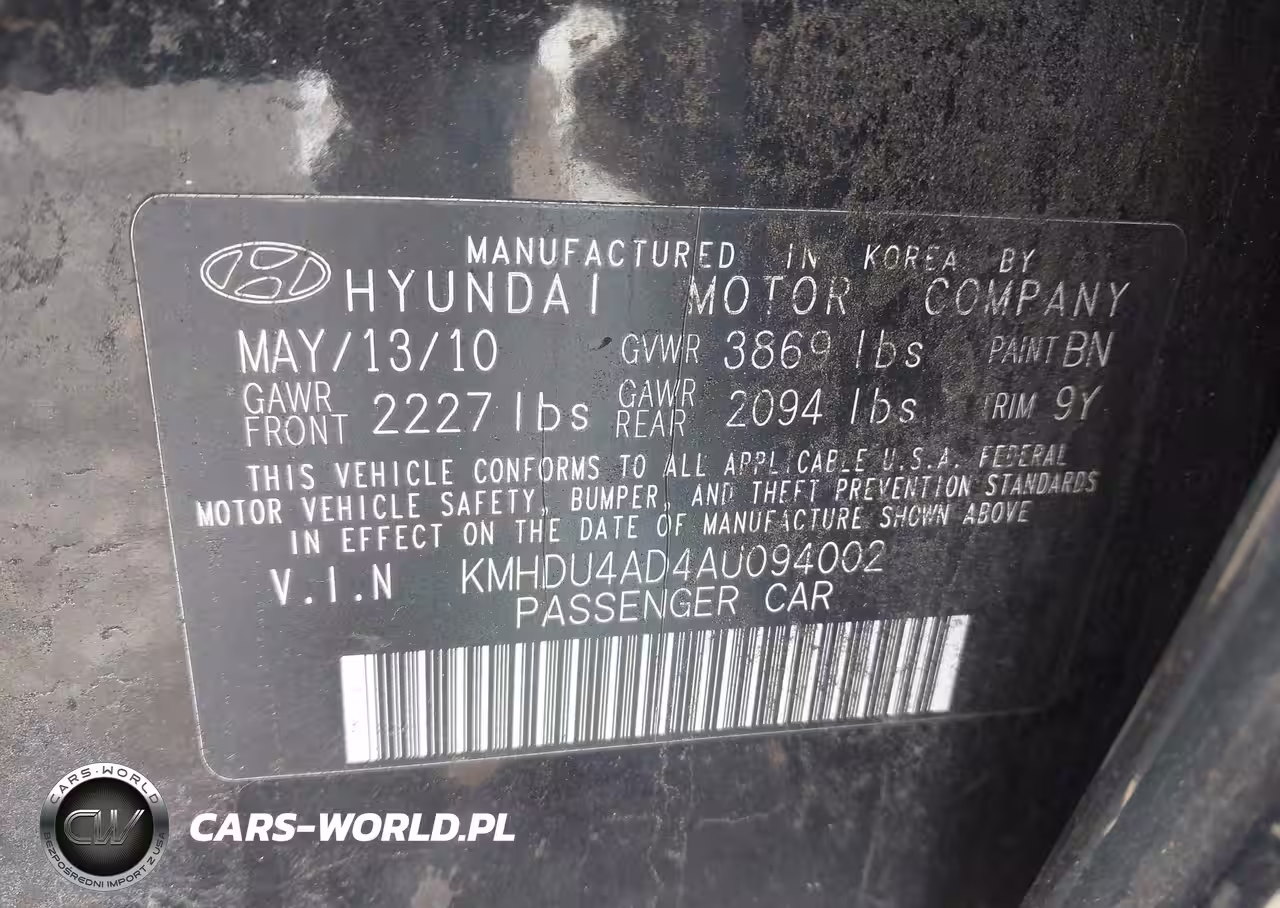 MANUFACTURED IN KOREA BY
HYUNDAI MOTOR COMPANY
MAY/13/10 GVWR 3869 lbs PAINT BN
GAWR FRONT 2227 lbs GAWR REAR 2094 lbs TRIM 9Y
THIS VEHICLE CONFORMS TO ALL APPLICABLE U.S.A. FEDERAL
MOTOR VEHICLE SAFETY, BUMPER, AND THEFT PREVENTION STANDARDS
IN EFFECT ON THE DATE OF MANUFACTURE SHOWN ABOVE
V.I.N KMHDU4AD4AU094002
PASSENGER CAR
CARS-WORLD
CW
BEZPOŚREDNI IMPORT Z USA
CARS-WORLD.PL